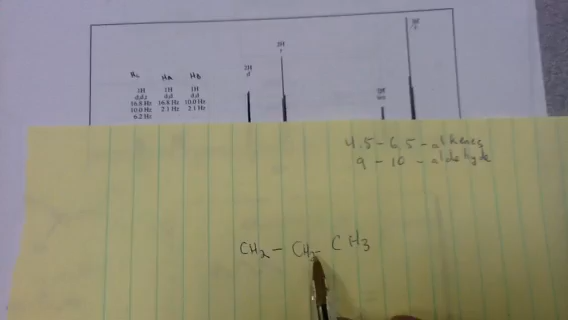 3H
t
2H
t
2H
d
Hc HA HB
1H 1H 1H
ddt dd dd
16.8 Hz 16.8 Hz 10.0 Hz
10.0 Hz 2.1 Hz 2.1 Hz
6.2 Hz
4.5 - 6.5 - alkenes
9 - 10 - aldehyde
CH2 - CH2 - CH3